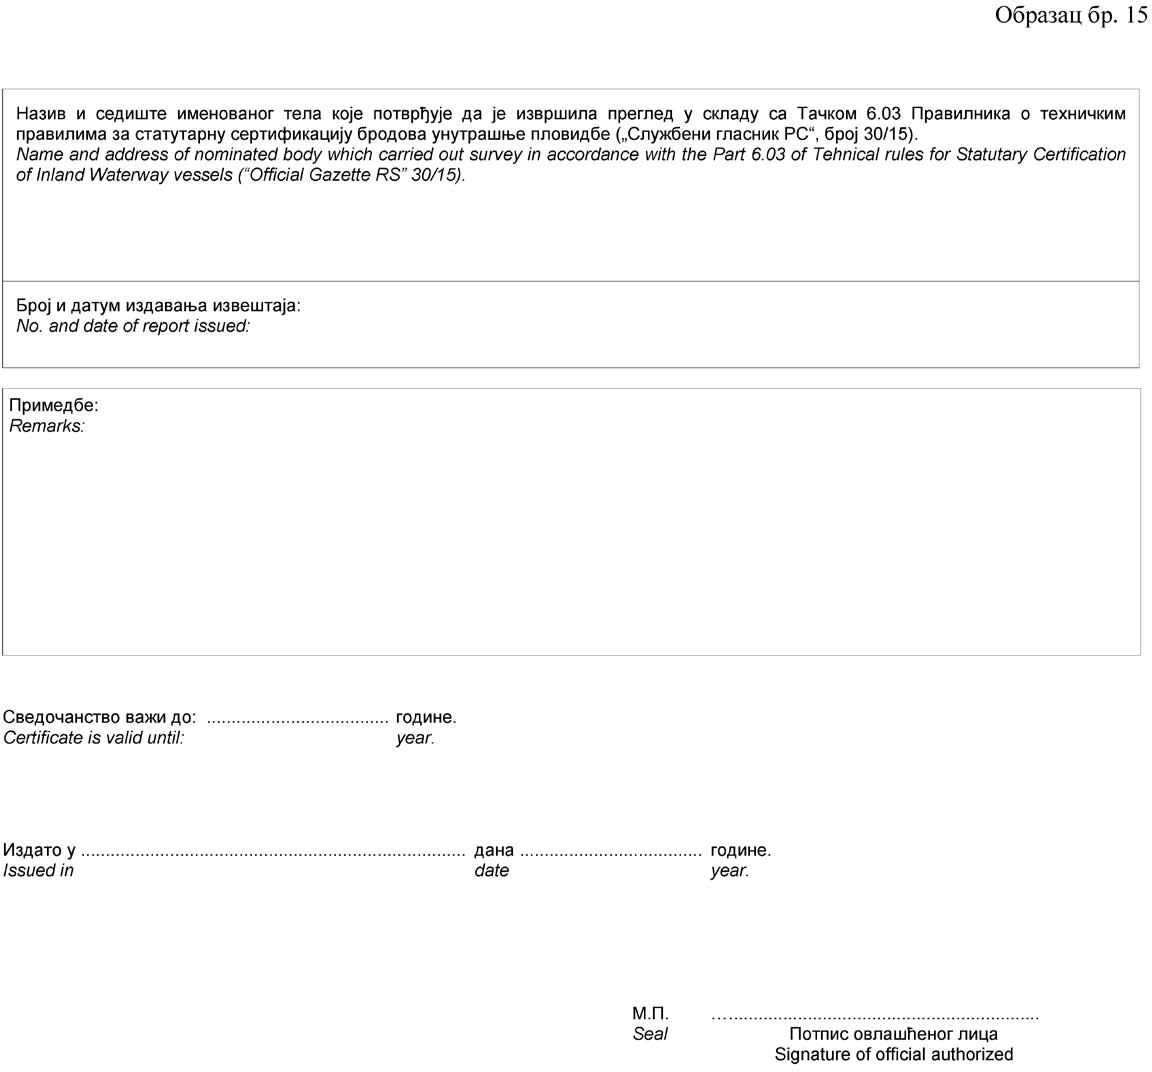 Образац бр. 15
Назив и седиште именованог тела које потврђује да је извршила преглед у складу са Тачком 6.03 Правилника о техничким
правилима за статутарну сертификацију бродова унутрашње пловидбе („Службени гласник РС“, број 30/15).
Name and address of nominated body which carried out survey in accordance with the Part 6.03 of Tehnical rules for Statutary Certification
of Inland Waterway vessels (“Official Gazette RS” 30/15).
Број и датум издавања извештаја:
No. and date of report issued:
Примедбе:
Remarks:
Сведочанство важи до: ..................................... године.
Certificate is valid until: year.
Издато у .............................................................................. дана ..................................... године.
Issued in date year.
М.П. …...............................................................
Seal Потпис овлашћеног лица
Signature of official authorized